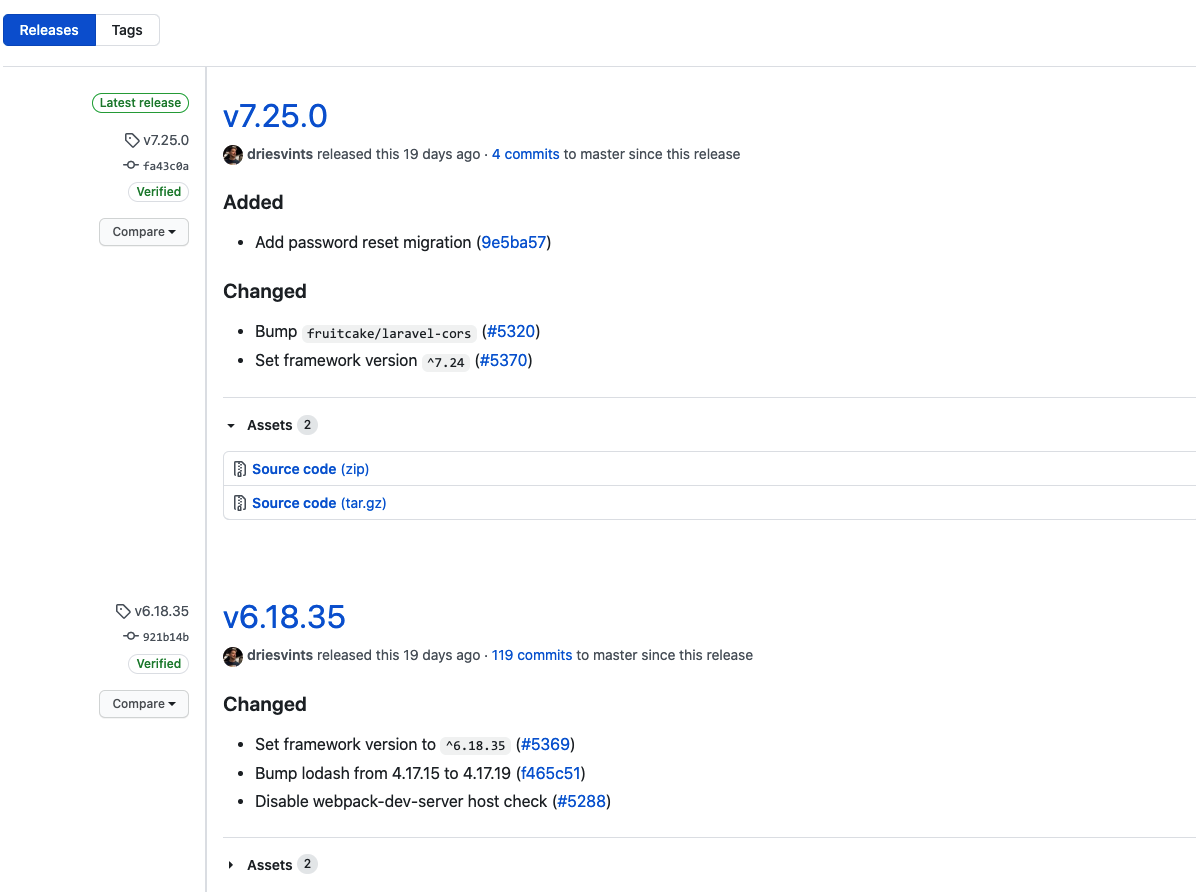 Releases Tags
Latest release
v7.25.0
fa43c0a
Verified
Compare
v7.25.0
driesvints released this 19 days ago · 4 commits to master since this release
Added
• Add password reset migration (9e5ba57)
Changed
• Bump fruitcake/laravel-cors (#5320)
• Set framework version ^7.24 (#5370)
Assets 2
Source code (zip)
Source code (tar.gz)
v6.18.35
921b14b
Verified
Compare
v6.18.35
driesvints released this 19 days ago · 119 commits to master since this release
Changed
• Set framework version to ^6.18.35 (#5369)
• Bump lodash from 4.17.15 to 4.17.19 (f465c51)
• Disable webpack-dev-server host check (#5288)
Assets 2